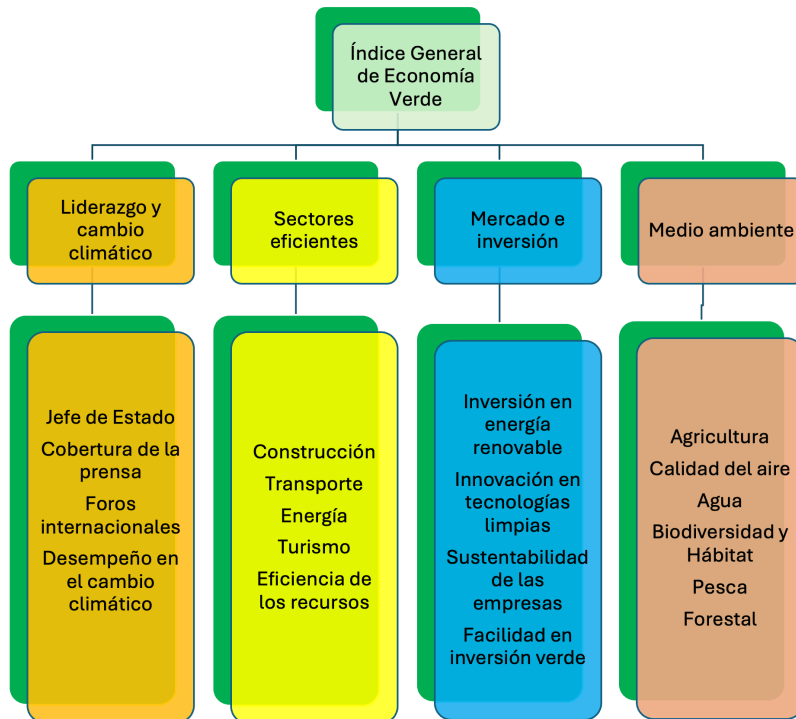 Índice General
de Economía
Verde
Liderazgo y
cambio
climático
Sectores
eficientes
Mercado e
inversión
Medio ambiente
Jefe de Estado
Cobertura de la
prensa
Foros
internacionales
Desempeño en
el cambio
climático
Construcción
Transporte
Energía
Turismo
Eficiencia de
los recursos
Inversión en
energía
renovable
Innovación en
tecnologías
limpias
Sustentabilidad
de las
empresas
Facilidad en
inversión verde
Agricultura
Calidad del aire
Agua
Biodiversidad y
Hábitat
Pesca
Forestal